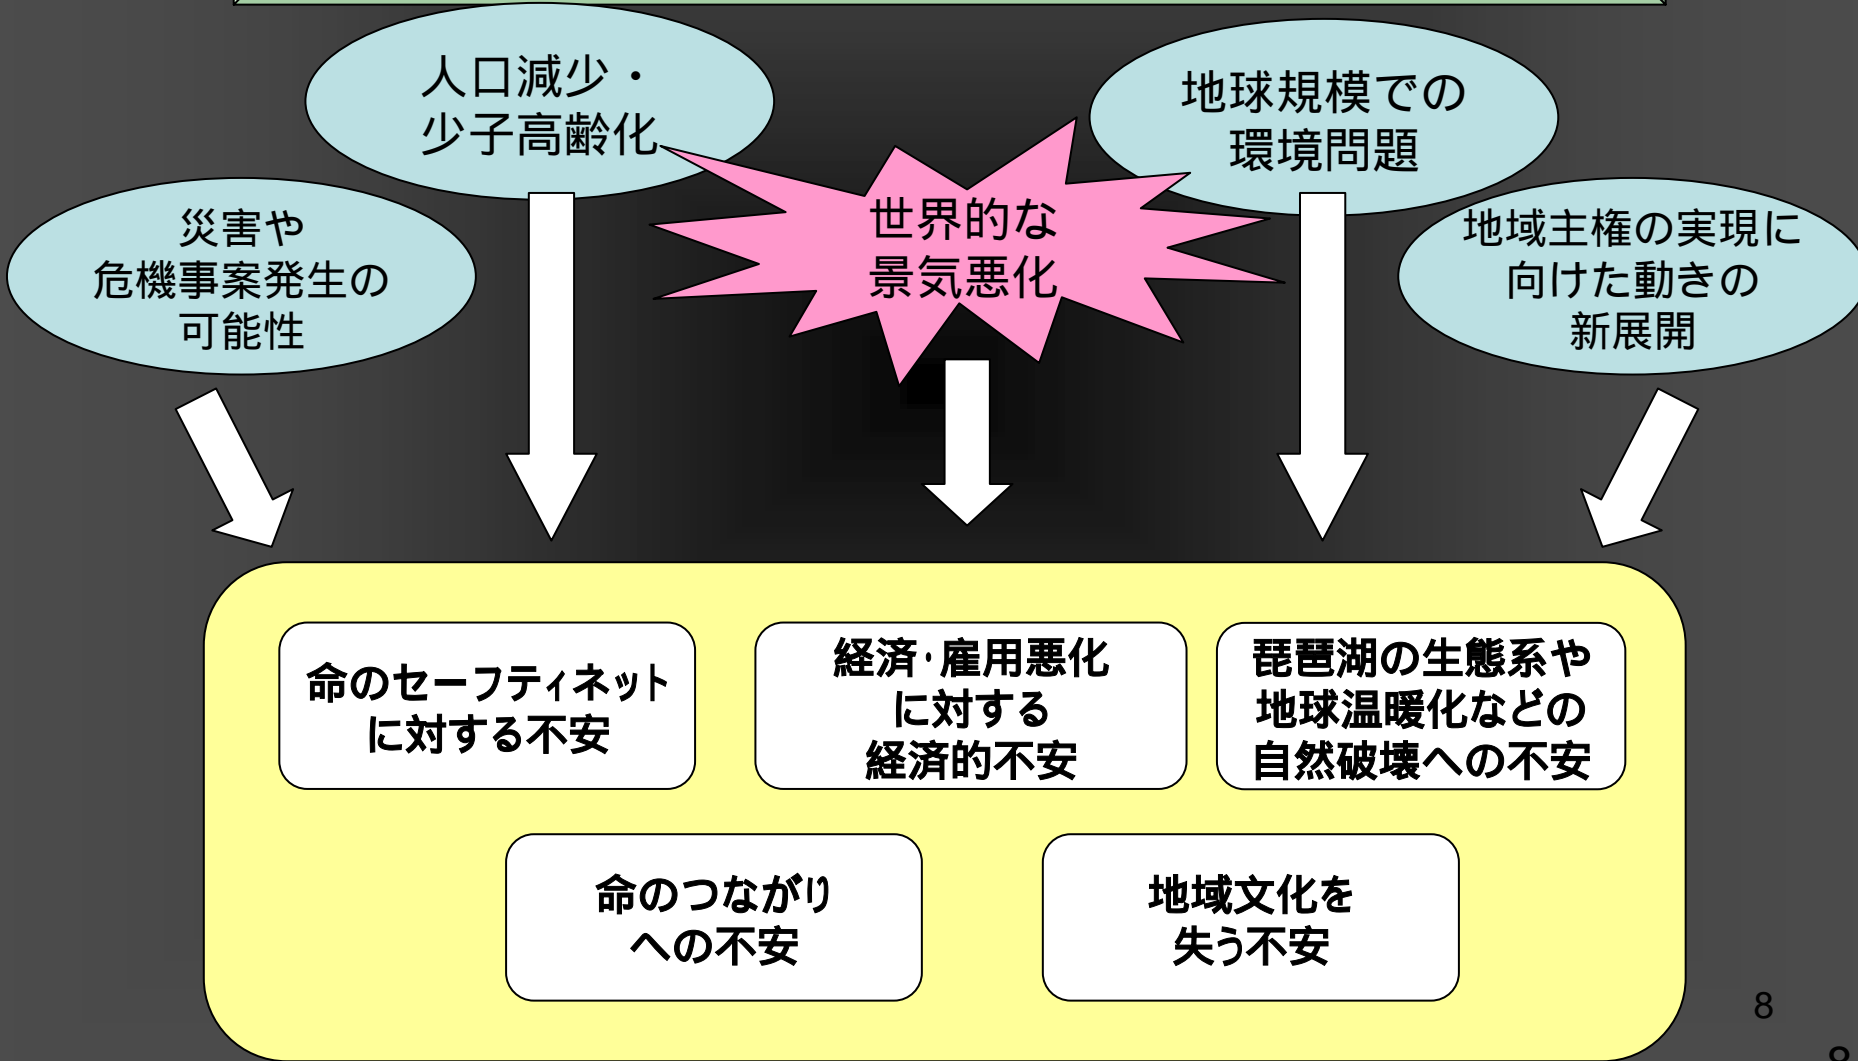 人口減少・
少子高齢化
地球規模での
環境問題
災害や
危機事案発生の
可能性
世界的な
景気悪化
地域主権の実現に
向けた動きの
新展開
命のセーフティネット
に対する不安
経済・雇用悪化
に対する
経済的不安
琵琶湖の生態系や
地球温暖化などの
自然破壊への不安
命のつながり
への不安
地域文化を
失う不安
8
8